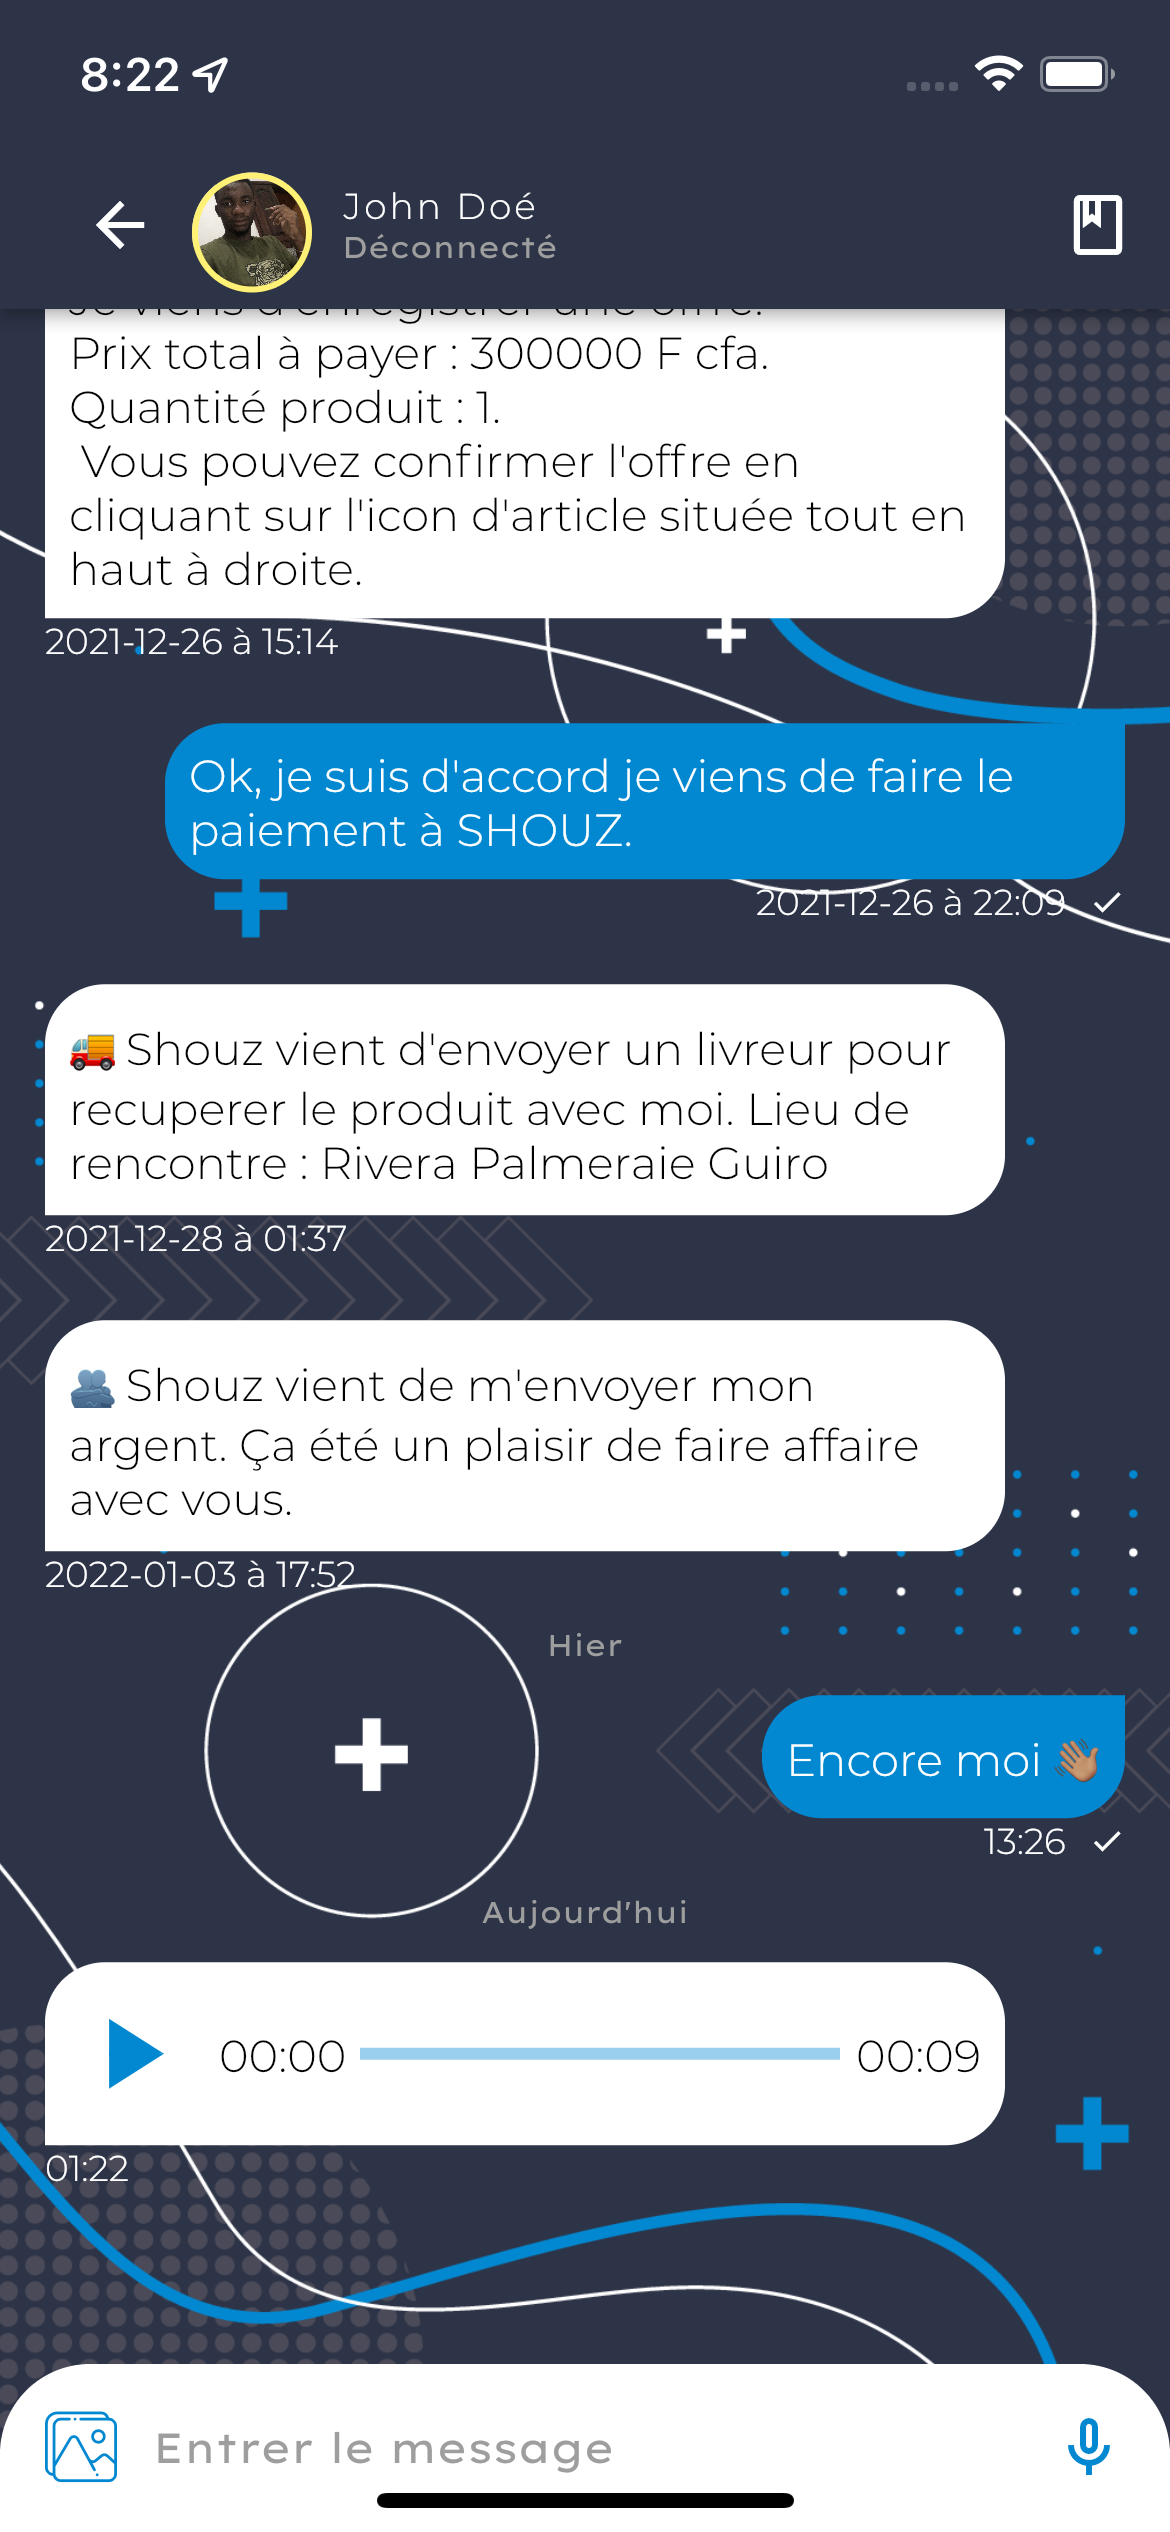 8:22
John Doé
Déconnecté
Je viens d'enregistrer une offre.
Prix total à payer : 300000 F cfa.
Quantité produit : 1.
Vous pouvez confirmer l'offre en
cliquant sur l'icon d'article située tout en
haut à droite.
2021-12-26 à 15:14
Ok, je suis d'accord je viens de faire le
paiement à SHOUZ.
2021-12-26 à 22:09
🚚 Shouz vient d'envoyer un livreur pour
recuperer le produit avec moi. Lieu de
rencontre : Rivera Palmeraie Guiro
2021-12-28 à 01:37
🫂 Shouz vient de m'envoyer mon
argent. Ça été un plaisir de faire affaire
avec vous.
2022-01-03 à 17:52
Hier
Encore moi 👋🏽
13:26
Aujourd'hui
00:00 00:09
01:22
Entrer le message